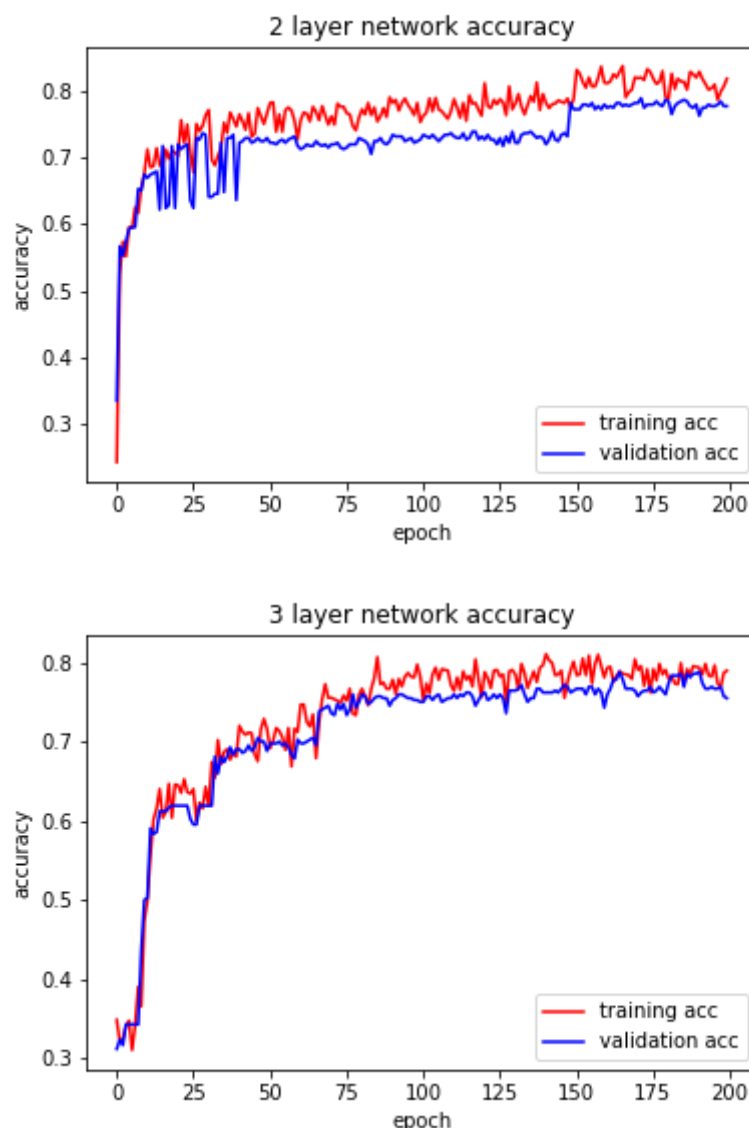 2 layer network accuracy
0.8
0.7
0.6
0.5
0.4
0.3
accuracy
training acc
validation acc
0 25 50 75 100 125 150 175 200
epoch
3 layer network accuracy
0.8
0.7
0.6
0.5
0.4
0.3
accuracy
training acc
validation acc
0 25 50 75 100 125 150 175 200
epoch